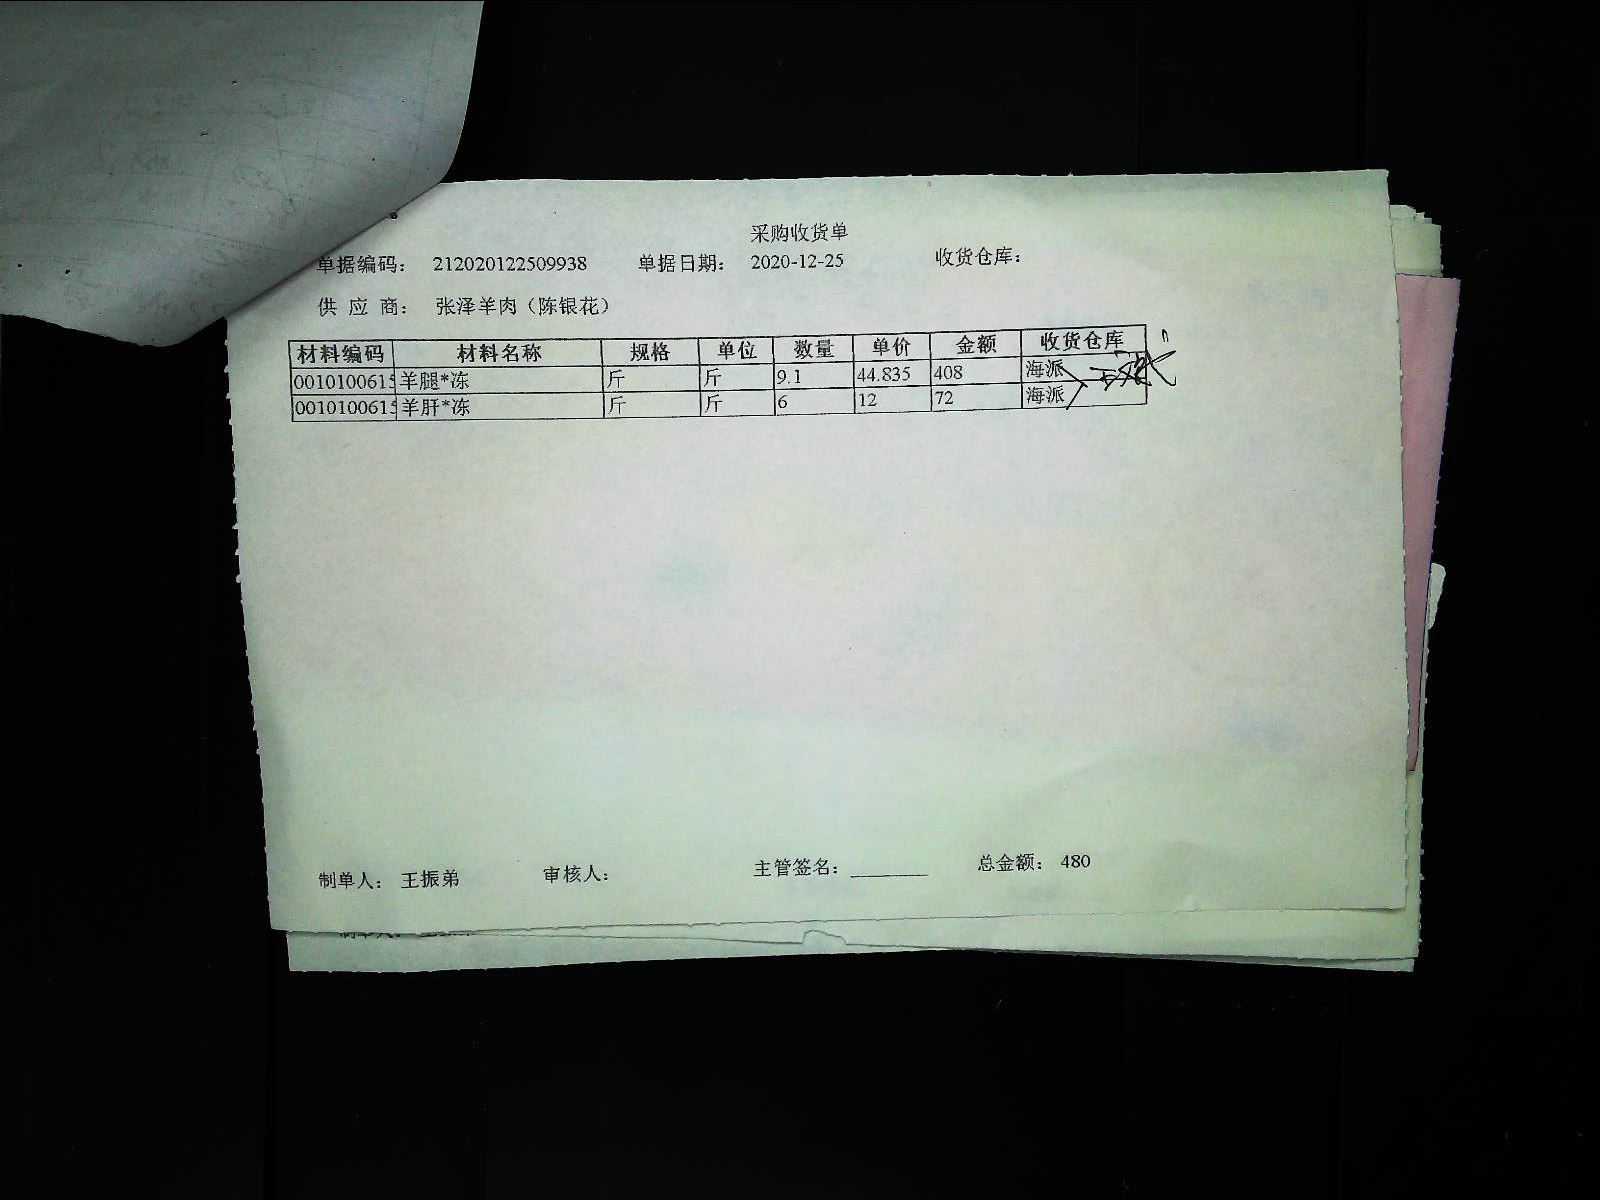 采购收货单
单据编码： 212020122509938 单据日期： 2020-12-25 收货仓库：
供 应 商： 张泽羊肉（陈银花）
材料编码 材料名称 规格 单位 数量 单价 金额 收货仓库
0010100615 羊腿*冻 斤 斤 9.1 44.835 408 海派
0010100615 羊肝*冻 斤 斤 6 12 72 海派
制单人： 王振弟 审核人： 主管签名：________ 总金额： 480